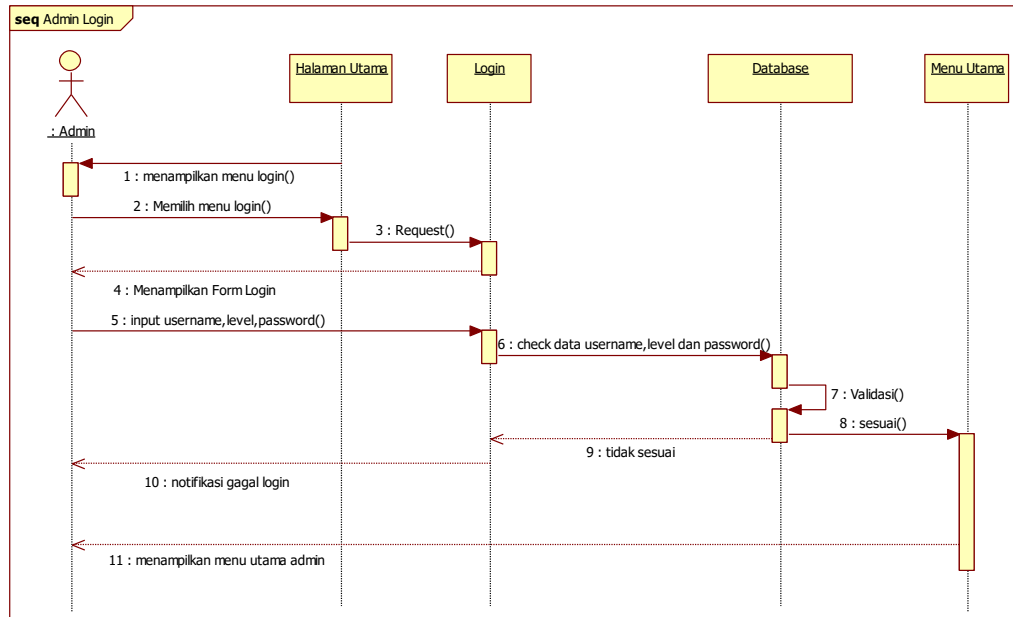 seq Admin Login
: Admin
Halaman Utama
Login
Database
Menu Utama
1 : menampilkan menu login()
2 : Memilih menu login()
3 : Request()
4 : Menampilkan Form Login
5 : input username,level,password()
6 : check data username,level dan password()
7 : Validasi()
8 : sesuai()
9 : tidak sesuai
10 : notifikasi gagal login
11 : menampilkan menu utama admin